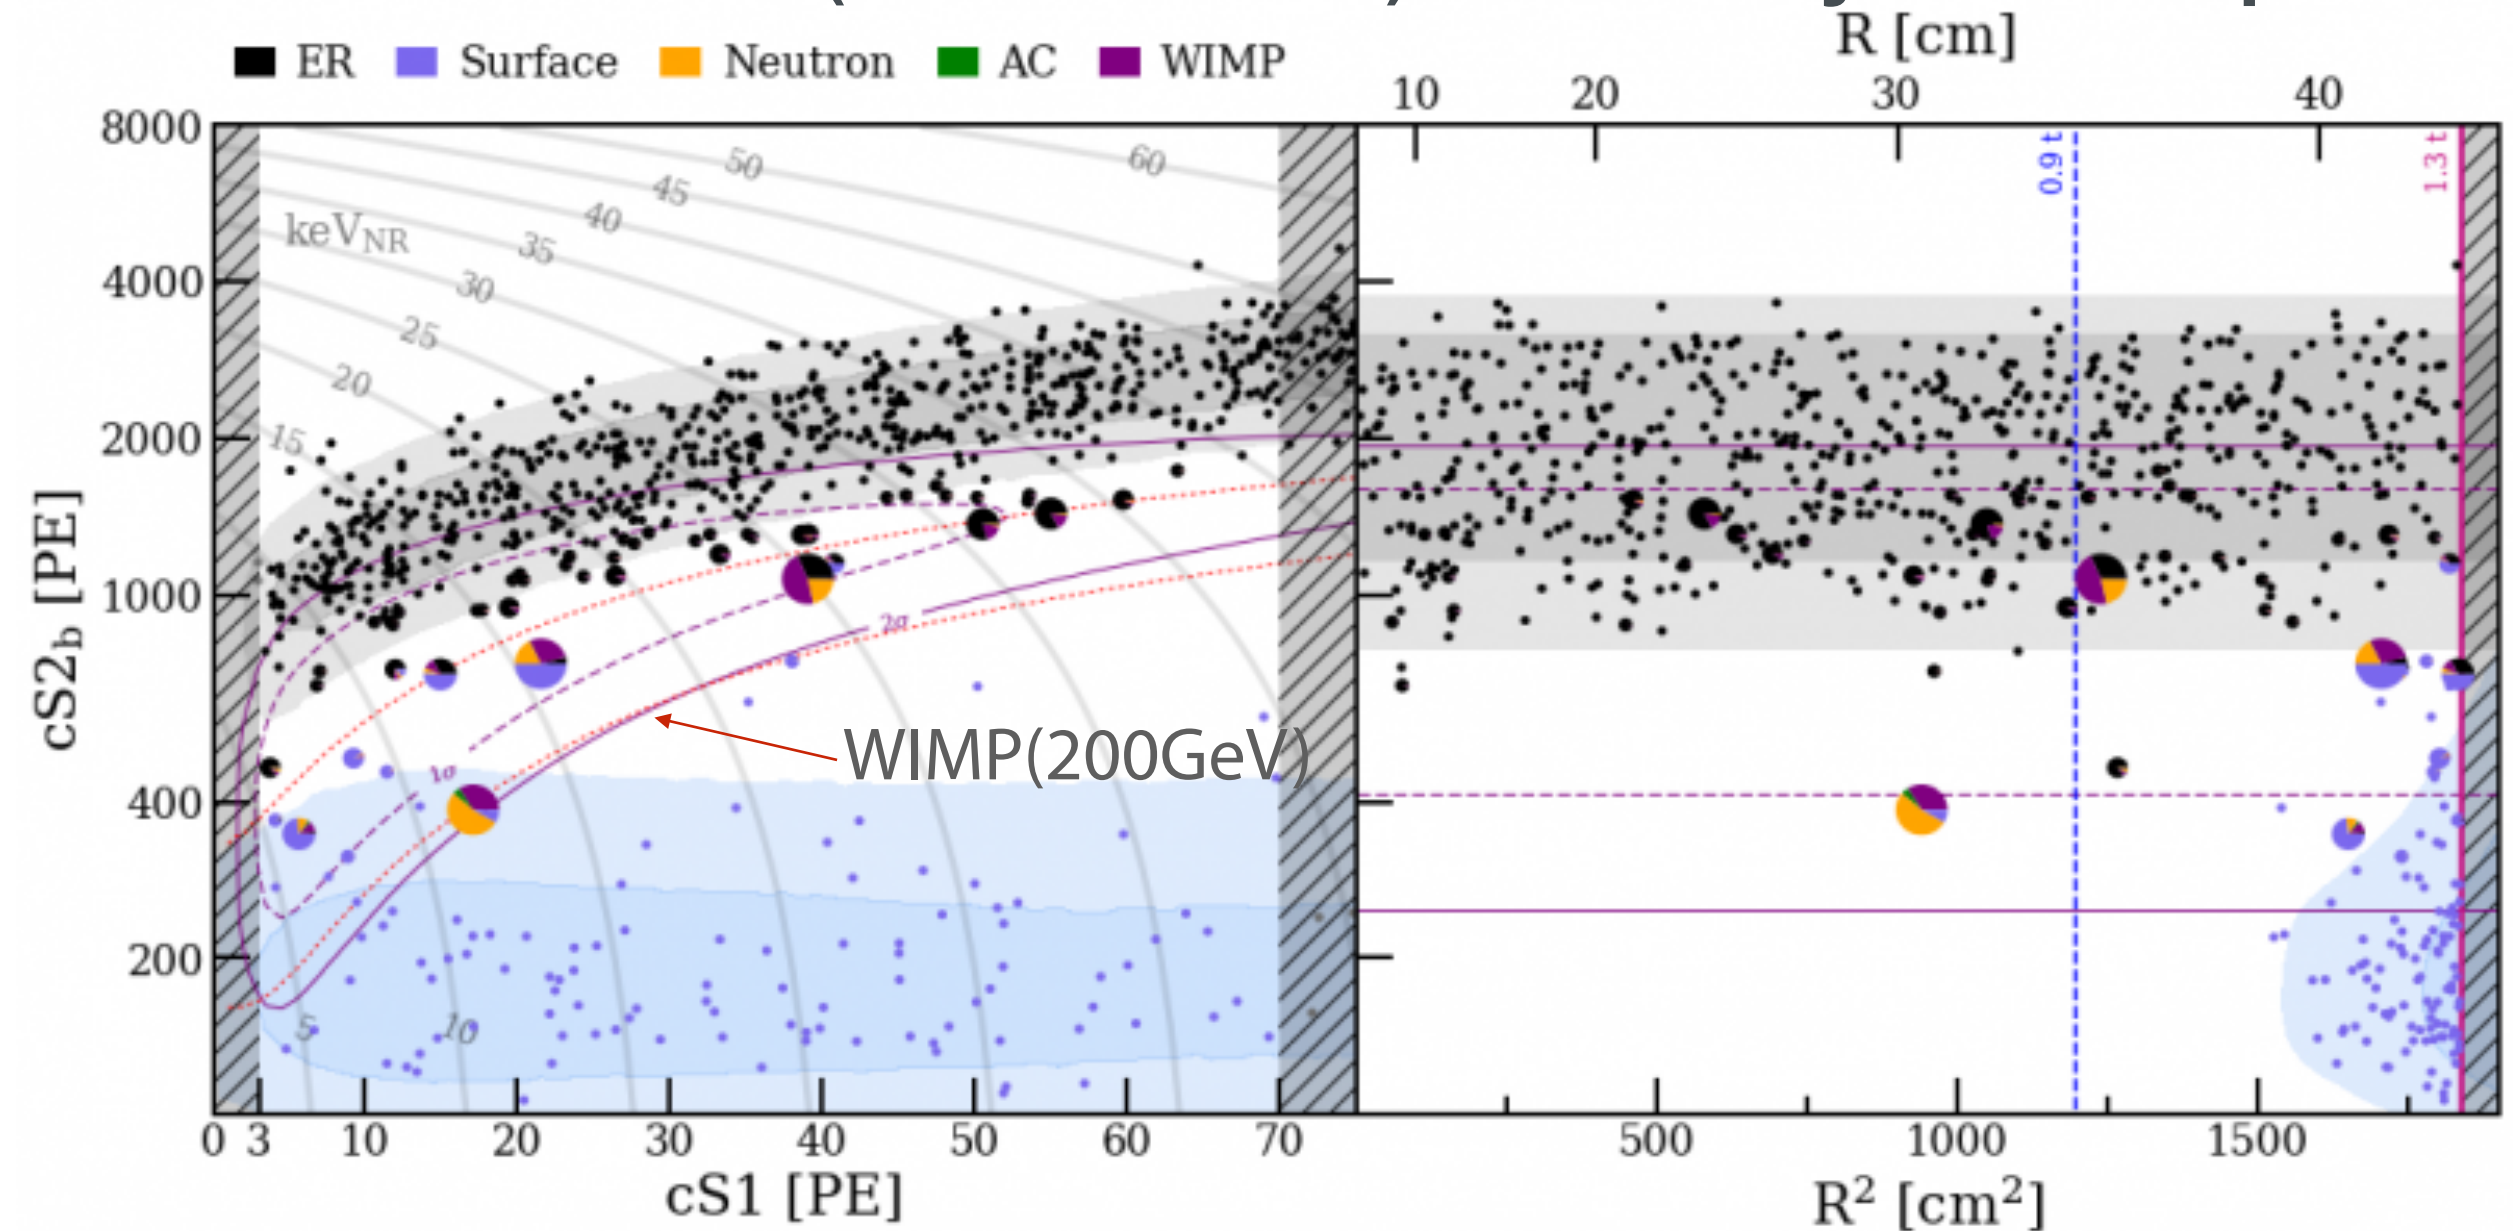 ER Surface Neutron AC WIMP
R [cm]
10 20 30 40
8000
4000
2000
1000
400
200
cS2b [PE]
keVNR
50
60
45
40
35
30
25
20
15
5
10
2σ
1σ
WIMP(200GeV)
0.9 t
1.3 t
0 3 10 20 30 40 50 60 70
500 1000 1500
cS1 [PE]
R² [cm²]